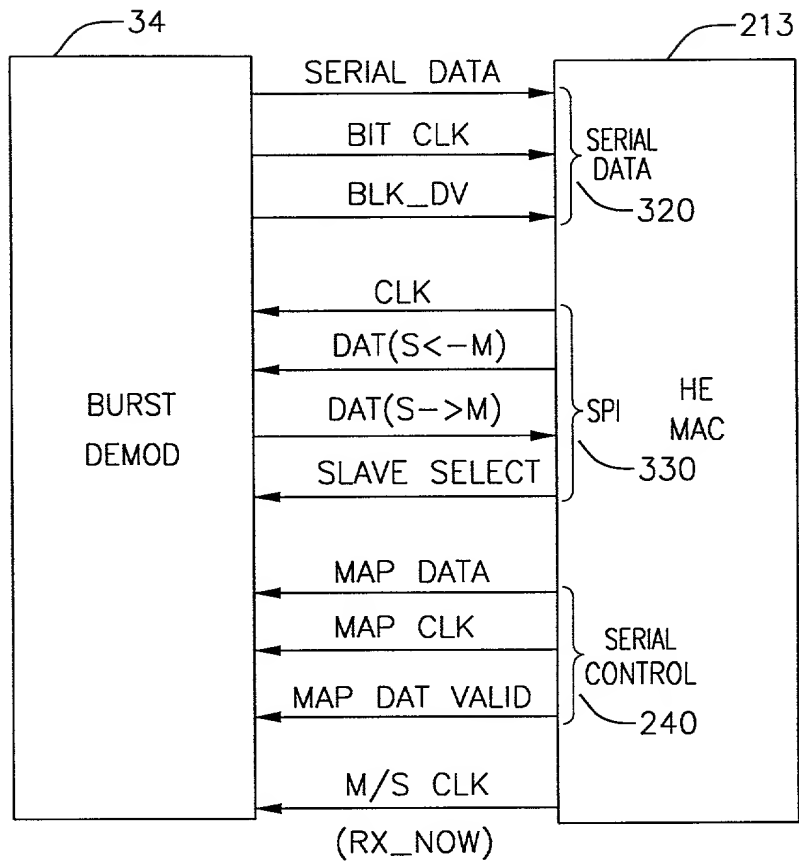 34
213
SERIAL DATA
BIT CLK
BLK_DV
SERIAL
DATA
320
CLK
DAT(S<-M)
DAT(S->M)
SLAVE SELECT
SPI
330
BURST
DEMOD
HE
MAC
MAP DATA
MAP CLK
MAP DAT VALID
SERIAL
CONTROL
240
M/S CLK
(RX_NOW)